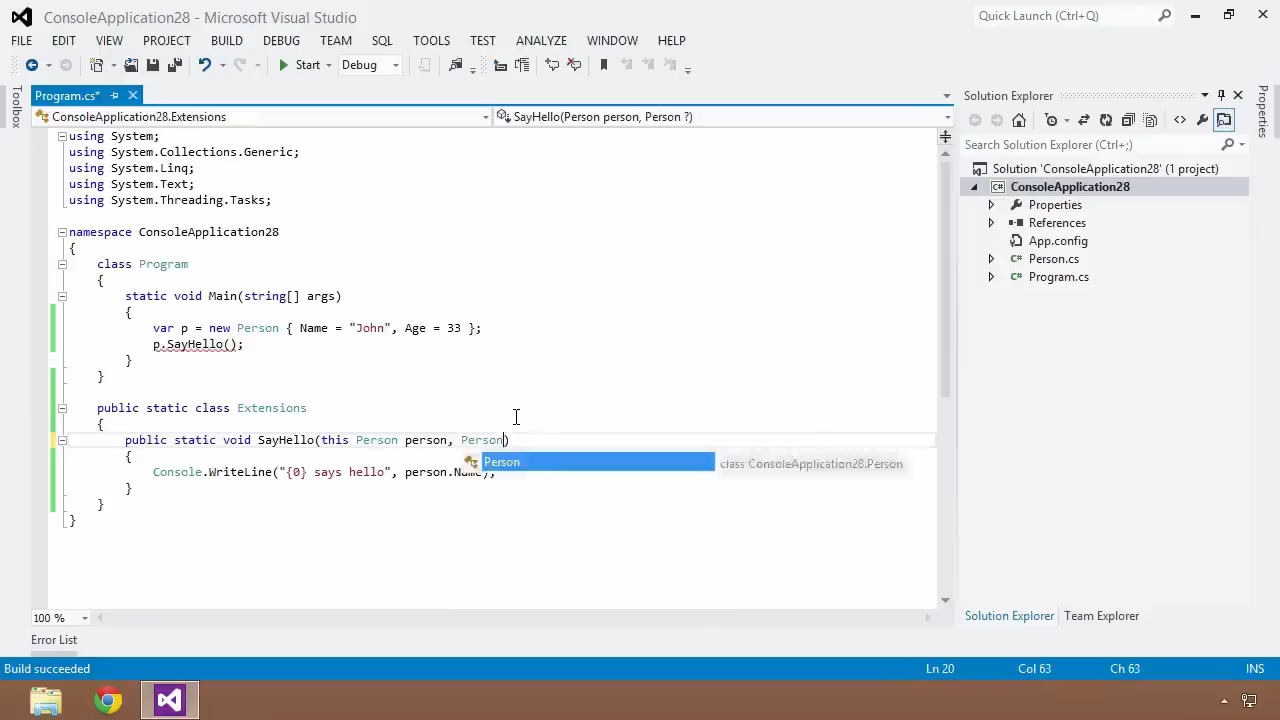 ConsoleApplication28 - Microsoft Visual Studio
Quick Launch (Ctrl+Q)
FILE EDIT VIEW PROJECT BUILD DEBUG TEAM SQL TOOLS TEST ANALYZE WINDOW HELP
Start Debug
Toolbox
Program.cs*
ConsoleApplication28.Extensions
SayHello(Person person, Person ?)
using System;
using System.Collections.Generic;
using System.Linq;
using System.Text;
using System.Threading.Tasks;
namespace ConsoleApplication28
{
class Program
{
static void Main(string[] args)
{
var p = new Person { Name = "John", Age = 33 };
p.SayHello();
}
}
public static class Extensions
{
public static void SayHello(this Person person, Person)
{
Person
class ConsoleApplication28.Person
Console.WriteLine("{0} says hello", person.Name);
}
}
}
100 %
Error List
Solution Explorer
Search Solution Explorer (Ctrl+;)
Solution 'ConsoleApplication28' (1 project)
C# ConsoleApplication28
Properties
References
App.config
C# Person.cs
C# Program.cs
Solution Explorer Team Explorer
Properties
Build succeeded Ln 20 Col 63 Ch 63 INS